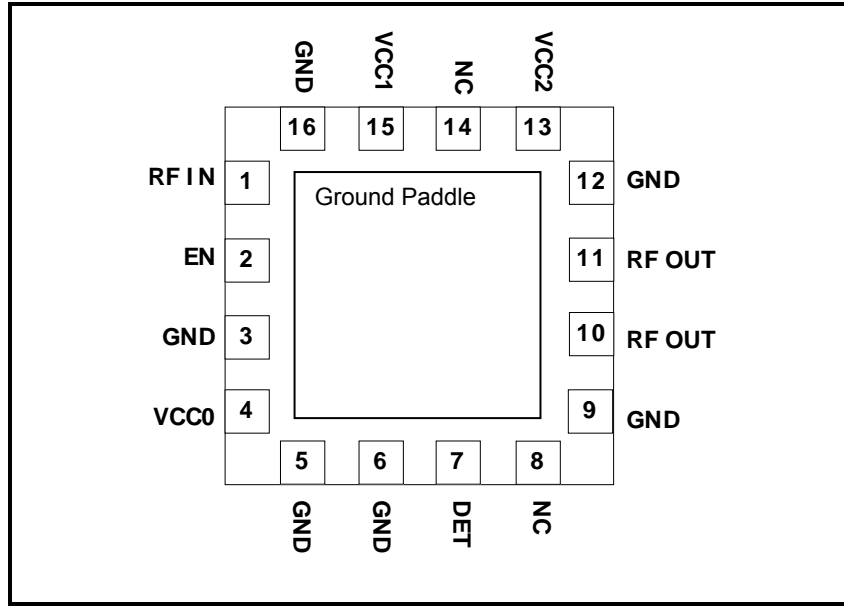 GND VCC1 NC VCC2
16 15 14 13
RF IN 1 12 GND
Ground Paddle
EN 2 11 RF OUT
GND 3 10 RF OUT
VCC0 4 9 GND
5 6 7 8
GND GND DET NC